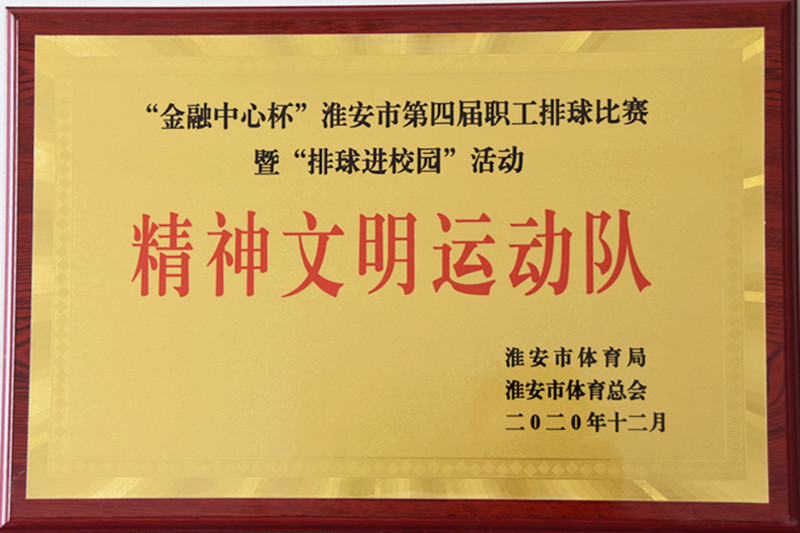 “金融中心杯”淮安市第四届职工排球比赛
暨“排球进校园”活动
精神文明运动队
淮安市体育局
淮安市体育总会
二0二0年十二月